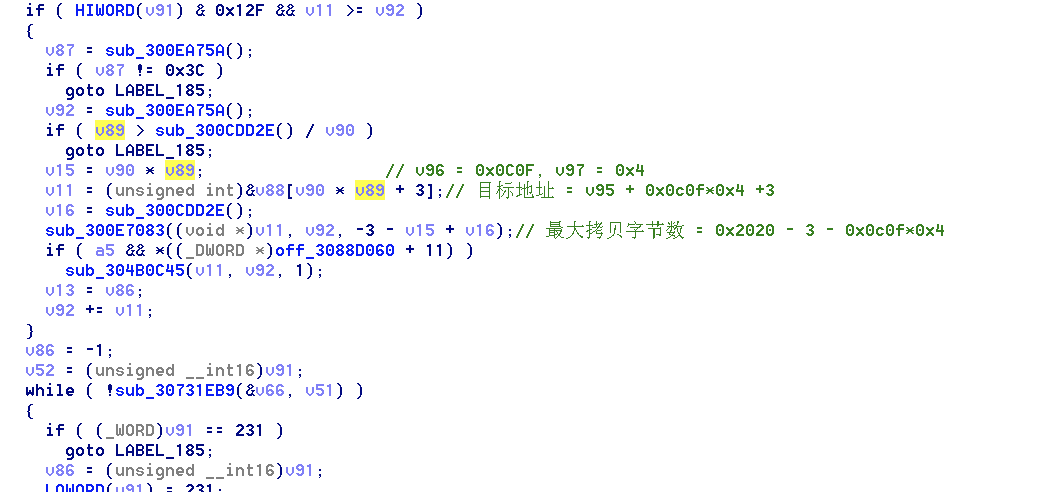 if ( HIWORD(v91) & 0x12F && v11 >= v92 )
{
v87 = sub_300EA75A();
if ( v87 != 0x3C )
goto LABEL_185;
v92 = sub_300EA75A();
if ( v89 > sub_300CDD2E() / v90 )
goto LABEL_185;
v15 = v90 * v89; // v96 = 0x0C0F, v97 = 0x4
v11 = (unsigned int)&v88[v90 * v89 + 3];// 目标地址 = v95 + 0x0c0f*0x4 +3
v16 = sub_300CDD2E();
sub_300E7083((void *)v11, v92, -3 - v15 + v16);// 最大拷贝字节数 = 0x2020 - 3 - 0x0c0f*0x4
if ( a5 && *((_DWORD *)off_3088D060 + 11) )
sub_304B0C45(v11, v92, 1);
v13 = v86;
v92 += v11;
}
v86 = -1;
v52 = (unsigned __int16)v91;
while ( !sub_30731EB9(&v66, v51) )
{
if ( (_WORD)v91 == 231 )
goto LABEL_185;
v86 = (unsigned __int16)v91;
LOWORD(v91) = 231;